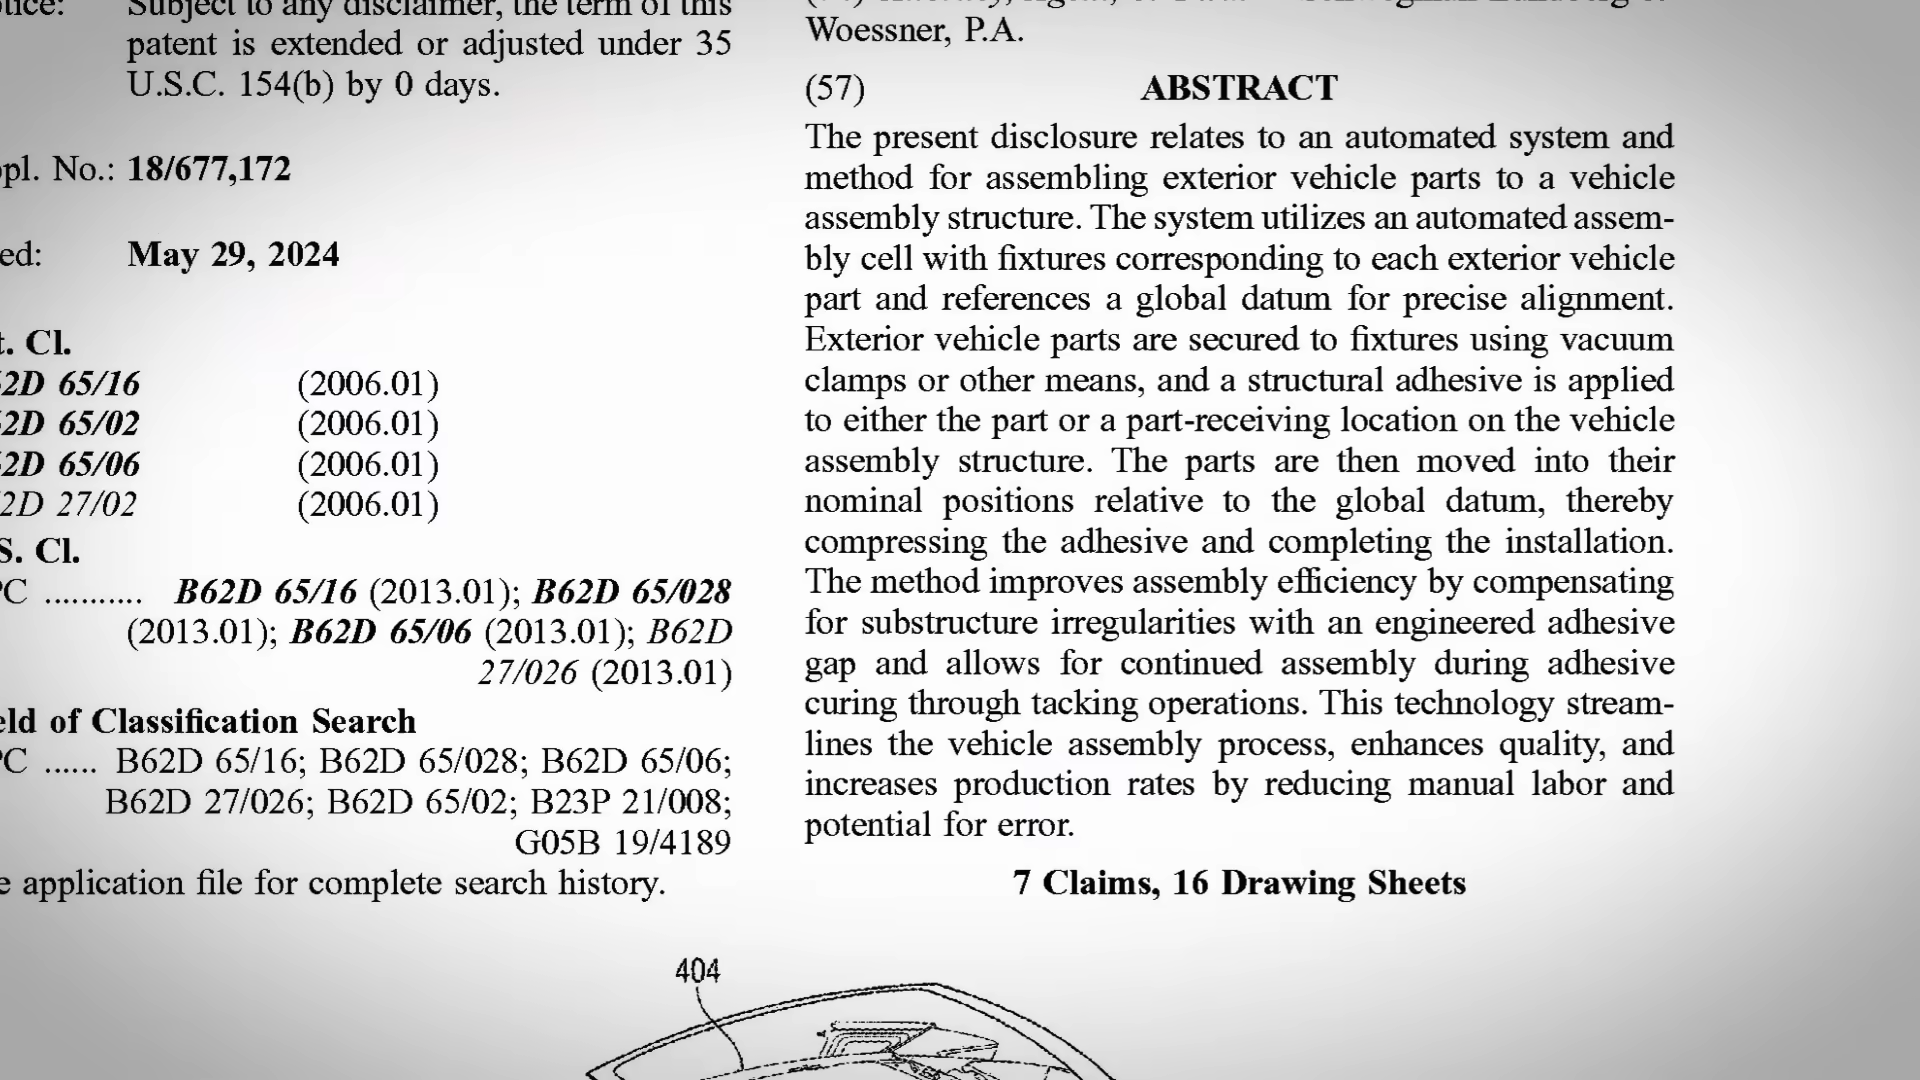 Subject to any disclaimer, the term of this
patent is extended or adjusted under 35
U.S.C. 154(b) by 0 days.
pl. No.: 18/677,172
ed: May 29, 2024
. Cl.
2D 65/16 (2006.01)
2D 65/02 (2006.01)
2D 65/06 (2006.01)
2D 27/02 (2006.01)
S. Cl.
PC ........... B62D 65/16 (2013.01); B62D 65/028
(2013.01); B62D 65/06 (2013.01); B62D
27/026 (2013.01)
eld of Classification Search
PC ...... B62D 65/16; B62D 65/028; B62D 65/06;
B62D 27/026; B62D 65/02; B23P 21/008;
G05B 19/4189
e application file for complete search history.
Woessner, P.A.
(57) ABSTRACT
The present disclosure relates to an automated system and
method for assembling exterior vehicle parts to a vehicle
assembly structure. The system utilizes an automated assem-
bly cell with fixtures corresponding to each exterior vehicle
part and references a global datum for precise alignment.
Exterior vehicle parts are secured to fixtures using vacuum
clamps or other means, and a structural adhesive is applied
to either the part or a part-receiving location on the vehicle
assembly structure. The parts are then moved into their
nominal positions relative to the global datum, thereby
compressing the adhesive and completing the installation.
The method improves assembly efficiency by compensating
for substructure irregularities with an engineered adhesive
gap and allows for continued assembly during adhesive
curing through tacking operations. This technology stream-
lines the vehicle assembly process, enhances quality, and
increases production rates by reducing manual labor and
potential for error.
7 Claims, 16 Drawing Sheets
404